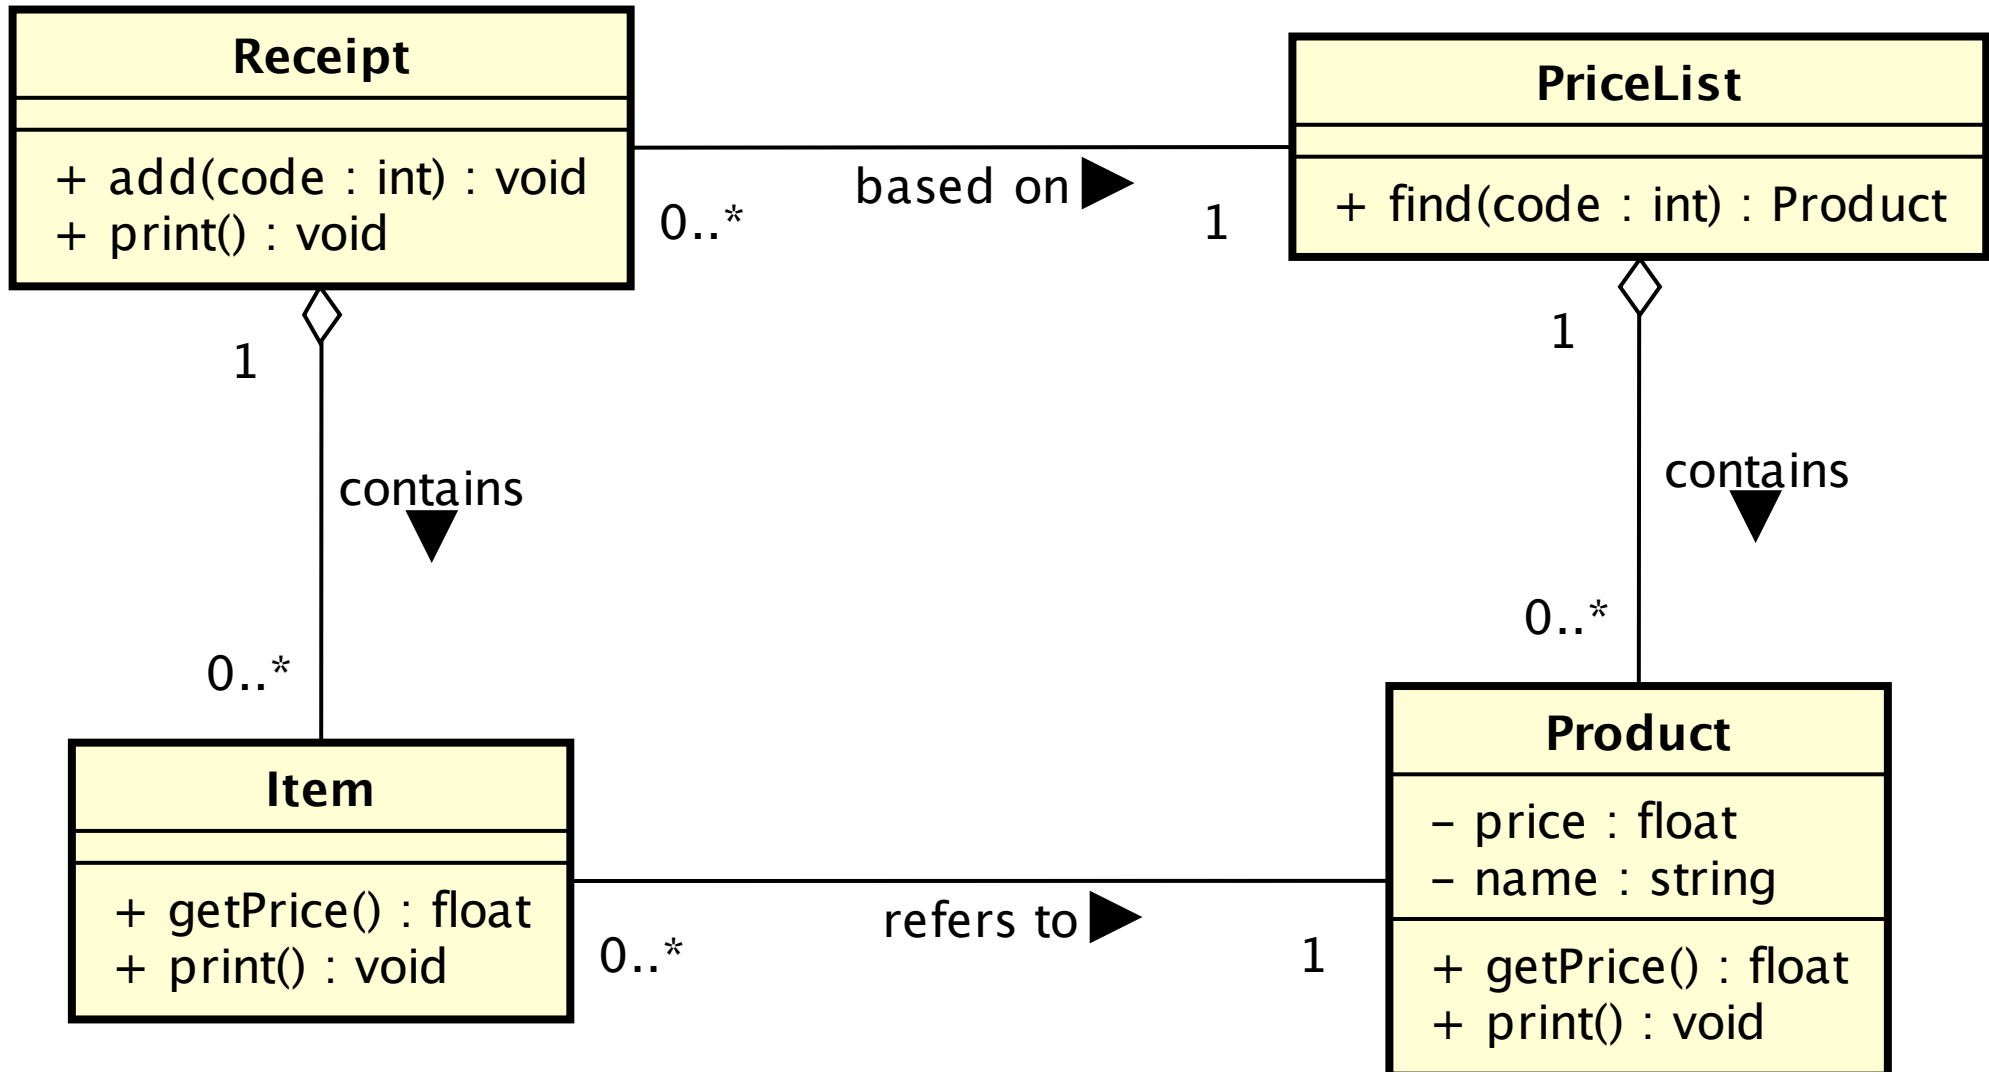 Receipt
+ add(code : int) : void
+ print() : void
based on
0..*
1
PriceList
+ find(code : int) : Product
1
contains
0..*
1
contains
0..*
Item
+ getPrice() : float
+ print() : void
refers to
0..*
1
Product
– price : float
– name : string
+ getPrice() : float
+ print() : void